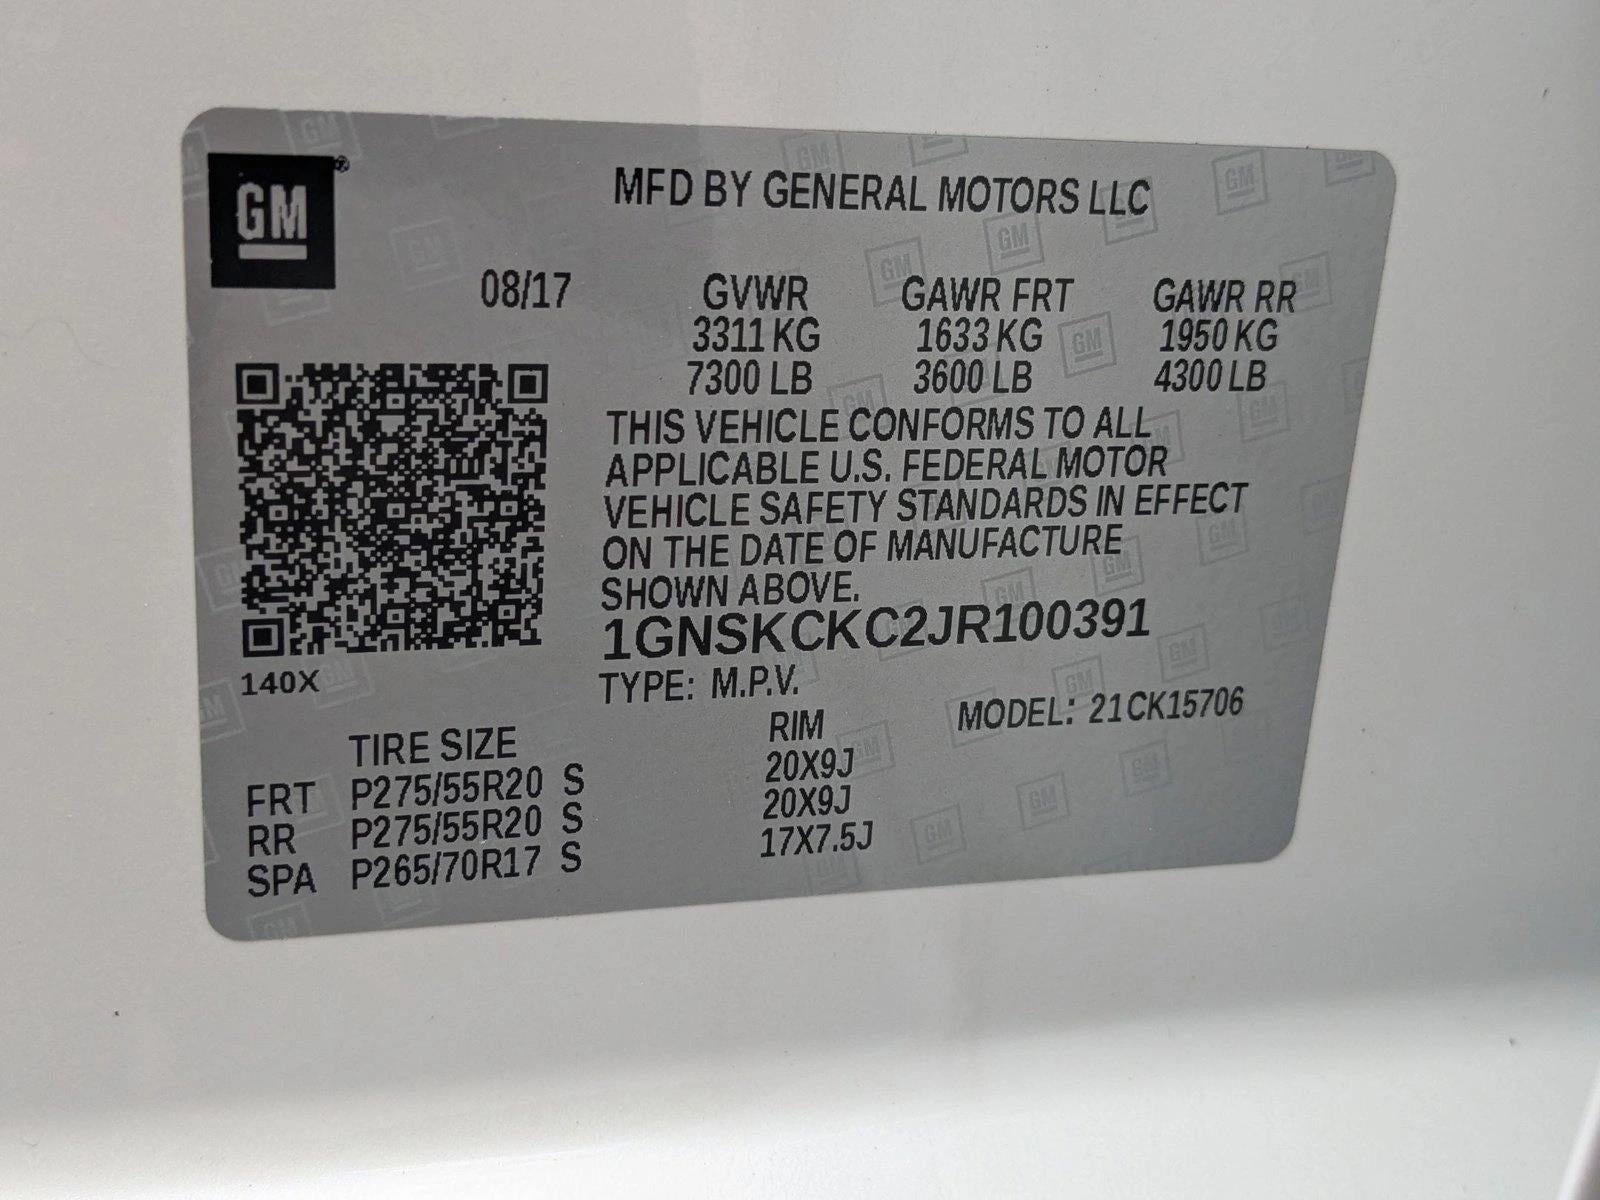 GM®
MFD BY GENERAL MOTORS LLC
08/17 GVWR GAWR FRT GAWR RR
3311 KG 1633 KG 1950 KG
7300 LB 3600 LB 4300 LB
THIS VEHICLE CONFORMS TO ALL
APPLICABLE U.S. FEDERAL MOTOR
VEHICLE SAFETY STANDARDS IN EFFECT
ON THE DATE OF MANUFACTURE
SHOWN ABOVE.
1GNSKCKC2JR100391
140X
TYPE: M.P.V.
MODEL: 21CK15706
TIRE SIZE RIM
FRT P275/55R20 S 20X9J
RR P275/55R20 S 20X9J
SPA P265/70R17 S 17X7.5J